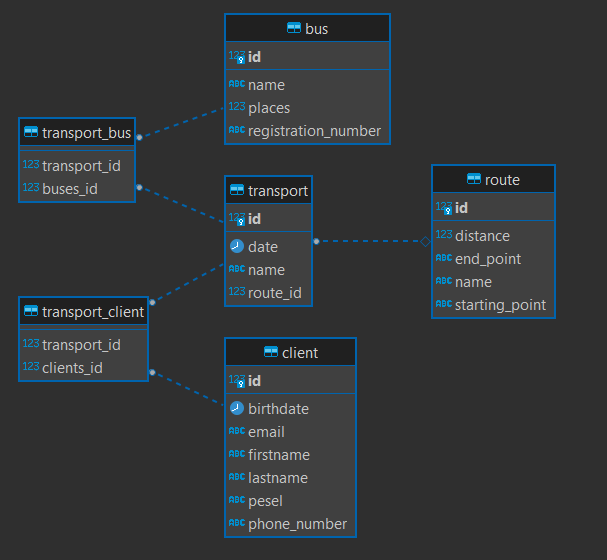 bus
123 id
ABC name
123 places
ABC registration_number
transport_bus
123 transport_id
123 buses_id
transport
123 id
date
ABC name
123 route_id
route
123 id
123 distance
ABC end_point
ABC name
ABC starting_point
transport_client
123 transport_id
123 clients_id
client
123 id
birthdate
ABC email
ABC firstname
ABC lastname
ABC pesel
ABC phone_number